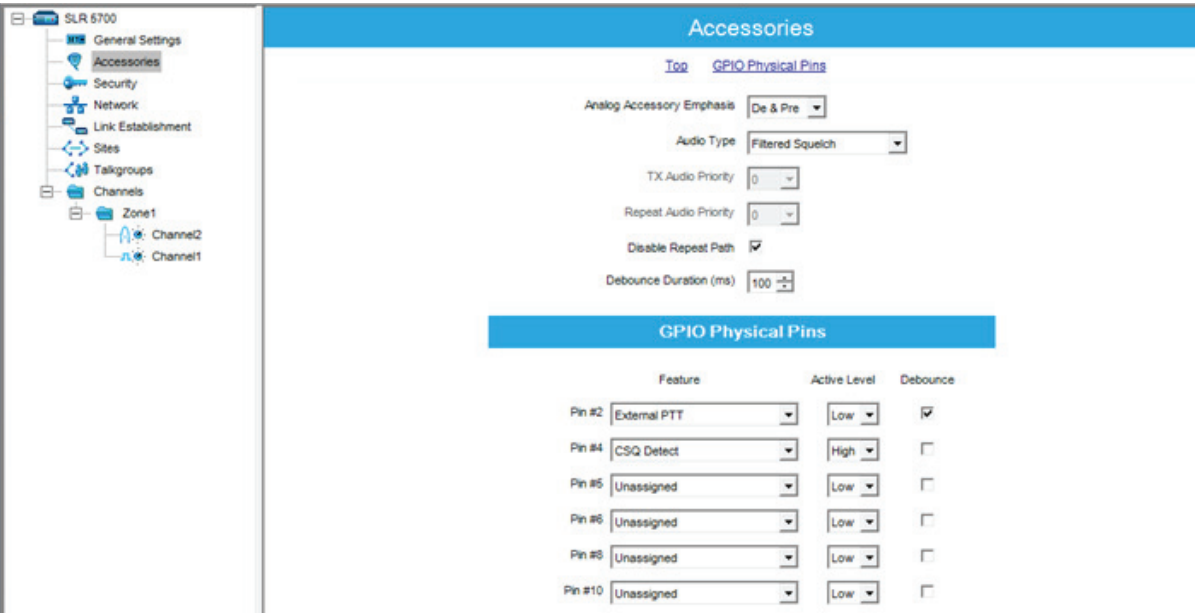 SLR 5700
General Settings
Accessories
Security
Network
Link Establishment
Sites
Talkgroups
Channels
Zone1
Channel2
Channel1
Accessories
Top GPIO Physical Pins
Analog Accessory Emphasis De & Pre
Audio Type Filtered Squelch
TX Audio Priority 0
Repeat Audio Priority 0
Disable Repeat Path
Debounce Duration (ms) 100
GPIO Physical Pins
Feature Active Level Debounce
Pin #2 External PTT Low
Pin #4 CSQ Detect High
Pin #5 Unassigned Low
Pin #6 Unassigned Low
Pin #8 Unassigned Low
Pin #10 Unassigned Low